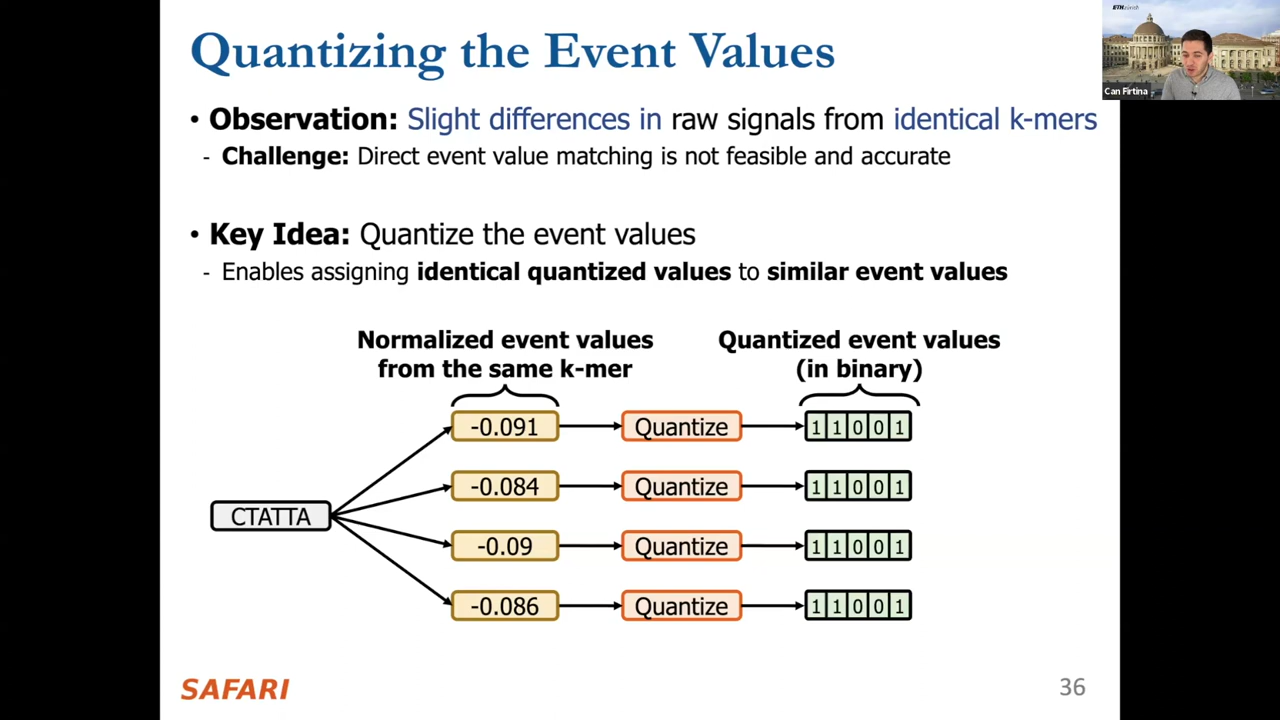 ETH zürich
Can Firtina
Quantizing the Event Values
• Observation: Slight differences in raw signals from identical k-mers
- Challenge: Direct event value matching is not feasible and accurate
• Key Idea: Quantize the event values
- Enables assigning identical quantized values to similar event values
Normalized event values
from the same k-mer
Quantized event values
(in binary)
-0.091 Quantize 1 1 0 0 1
-0.084 Quantize 1 1 0 0 1
CTATTA
-0.09 Quantize 1 1 0 0 1
-0.086 Quantize 1 1 0 0 1
SAFARI
36